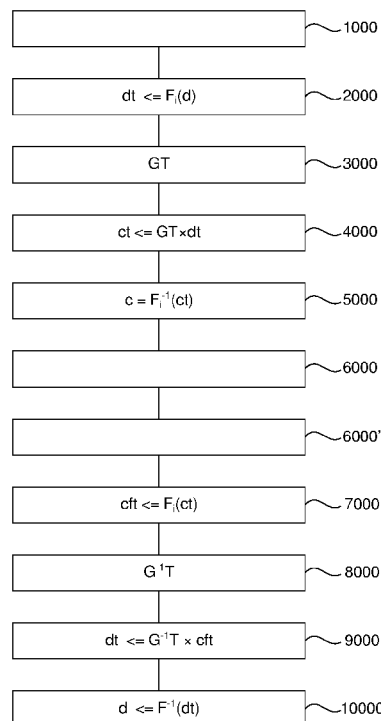 1000
dt <= Fᵢ(d) 2000
GT 3000
ct <= GT×dt 4000
c = Fᵢ⁻¹(ct) 5000
6000
6000'
cft <= Fᵢ(ct) 7000
G⁻¹T 8000
dt <= G⁻¹T × cft 9000
d <= F⁻¹(dt) 10000